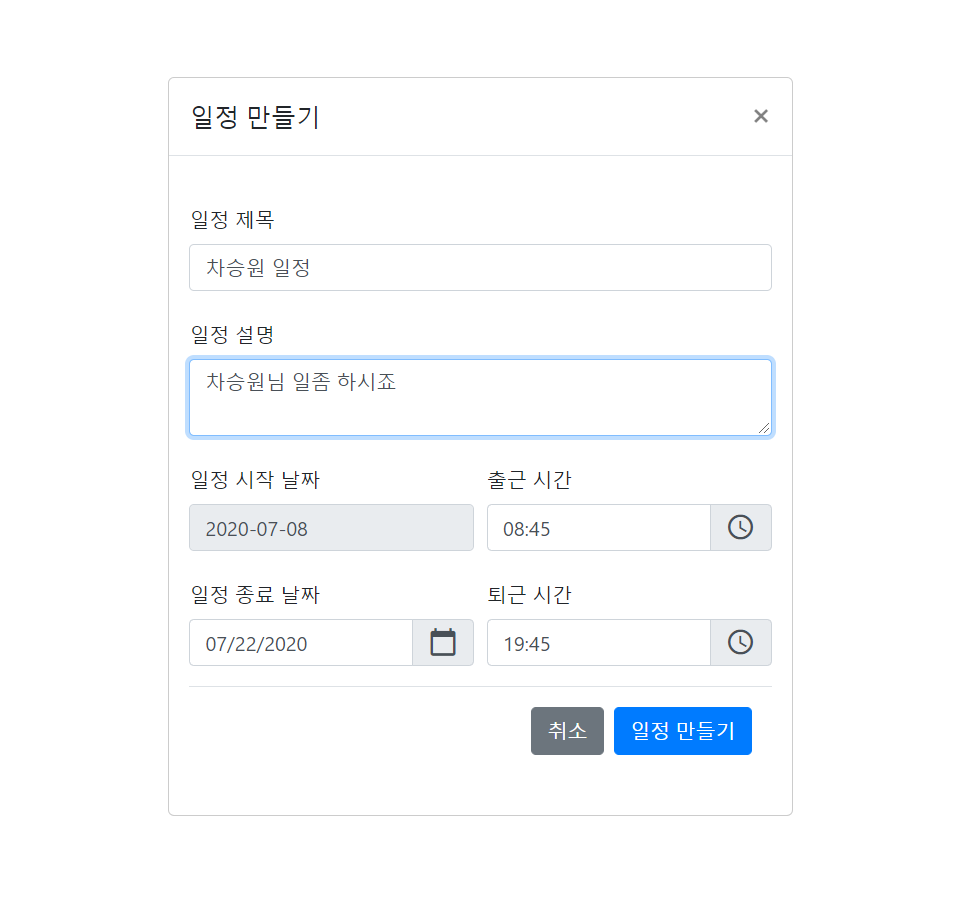 일정 만들기 ×
일정 제목
차승원 일정
일정 설명
차승원님 일좀 하시죠
일정 시작 날짜 출근 시간
2020-07-08 08:45
일정 종료 날짜 퇴근 시간
07/22/2020 19:45
취소 일정 만들기